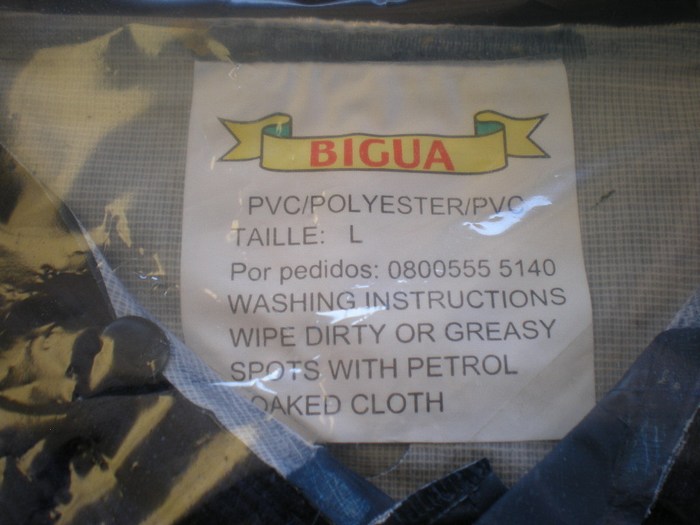 BIGUA
PVC/POLYESTER/PVC
TAILLE: L
Por pedidos: 0800555 5140
WASHING INSTRUCTIONS
WIPE DIRTY OR GREASY
SPOTS WITH PETROL
SOAKED CLOTH